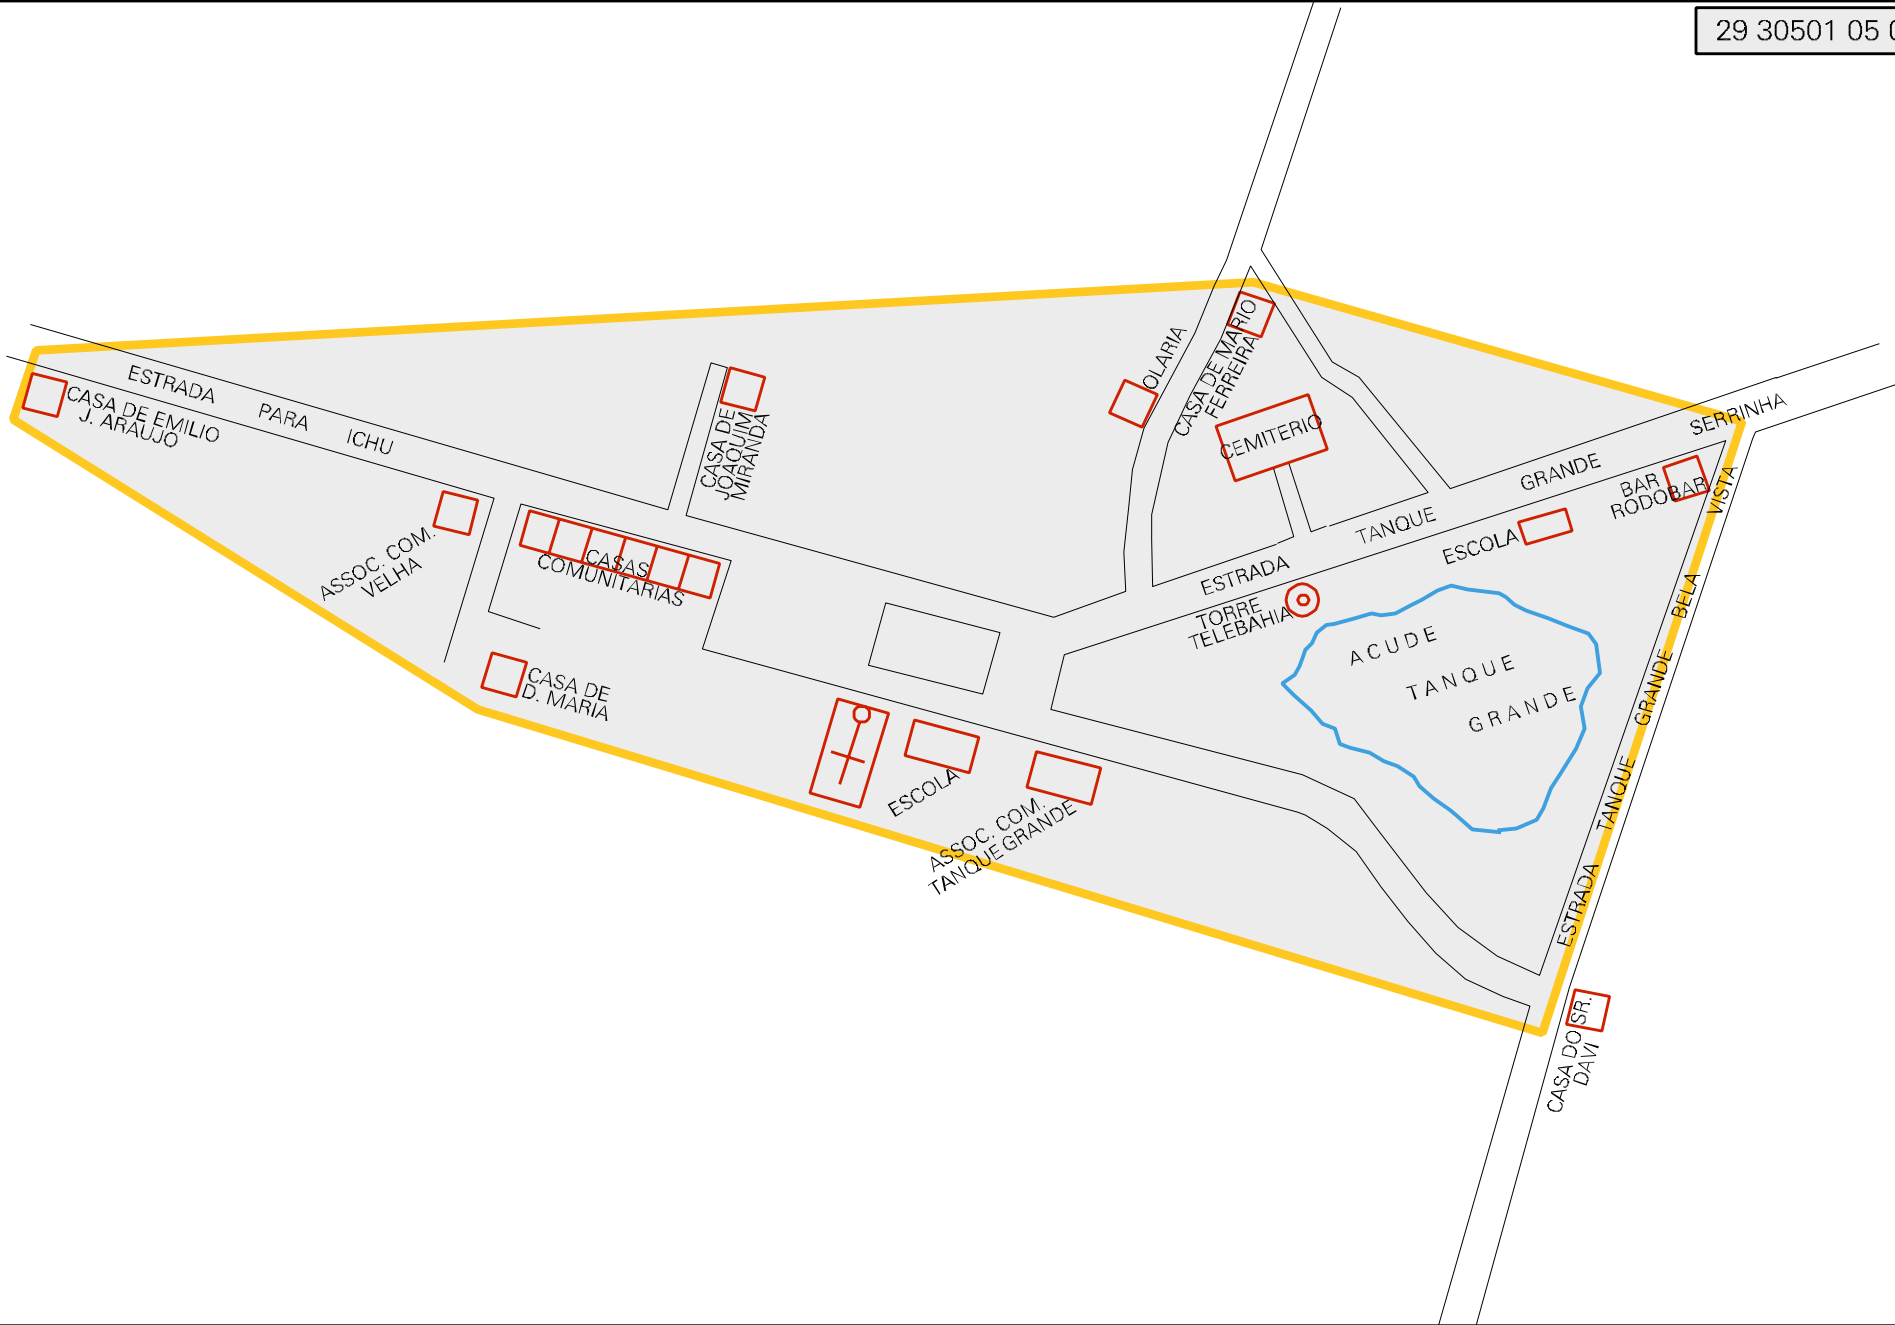 29 30501 05 0
OLARIA
CASA DE MARIO
FERREIRA
ESTRADA PARA ICHU
CASA DE EMILIO
J. ARAUJO
CASA DE
JOAQUIM
MIRANDA
CEMITERIO
ESTRADA TANQUE GRANDE SERRINHA
BAR
RODOBAR
ESCOLA
ASSOC. COM.
VELHA
CASAS
COMUNITARIAS
TORRE
TELEBAHIA
ACUDE
TANQUE
GRANDE
ESTRADA TANQUE GRANDE BELA VISTA
CASA DE
D. MARIA
ESCOLA
ASSOC. COM.
TANQUE GRANDE
CASA DO SR.
DAVI